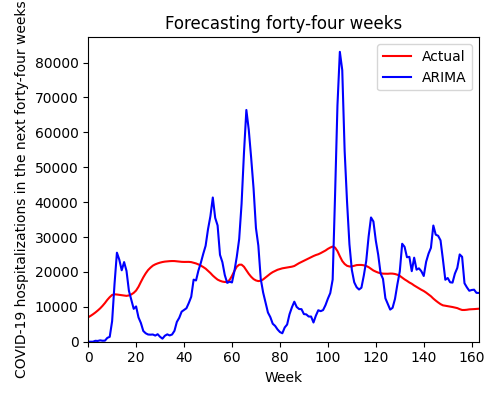 Forecasting forty-four weeks
COVID-19 hospitalizations in the next forty-four weeks
80000
70000
60000
50000
40000
30000
20000
10000
0
Actual
ARIMA
0 20 40 60 80 100 120 140 160
Week